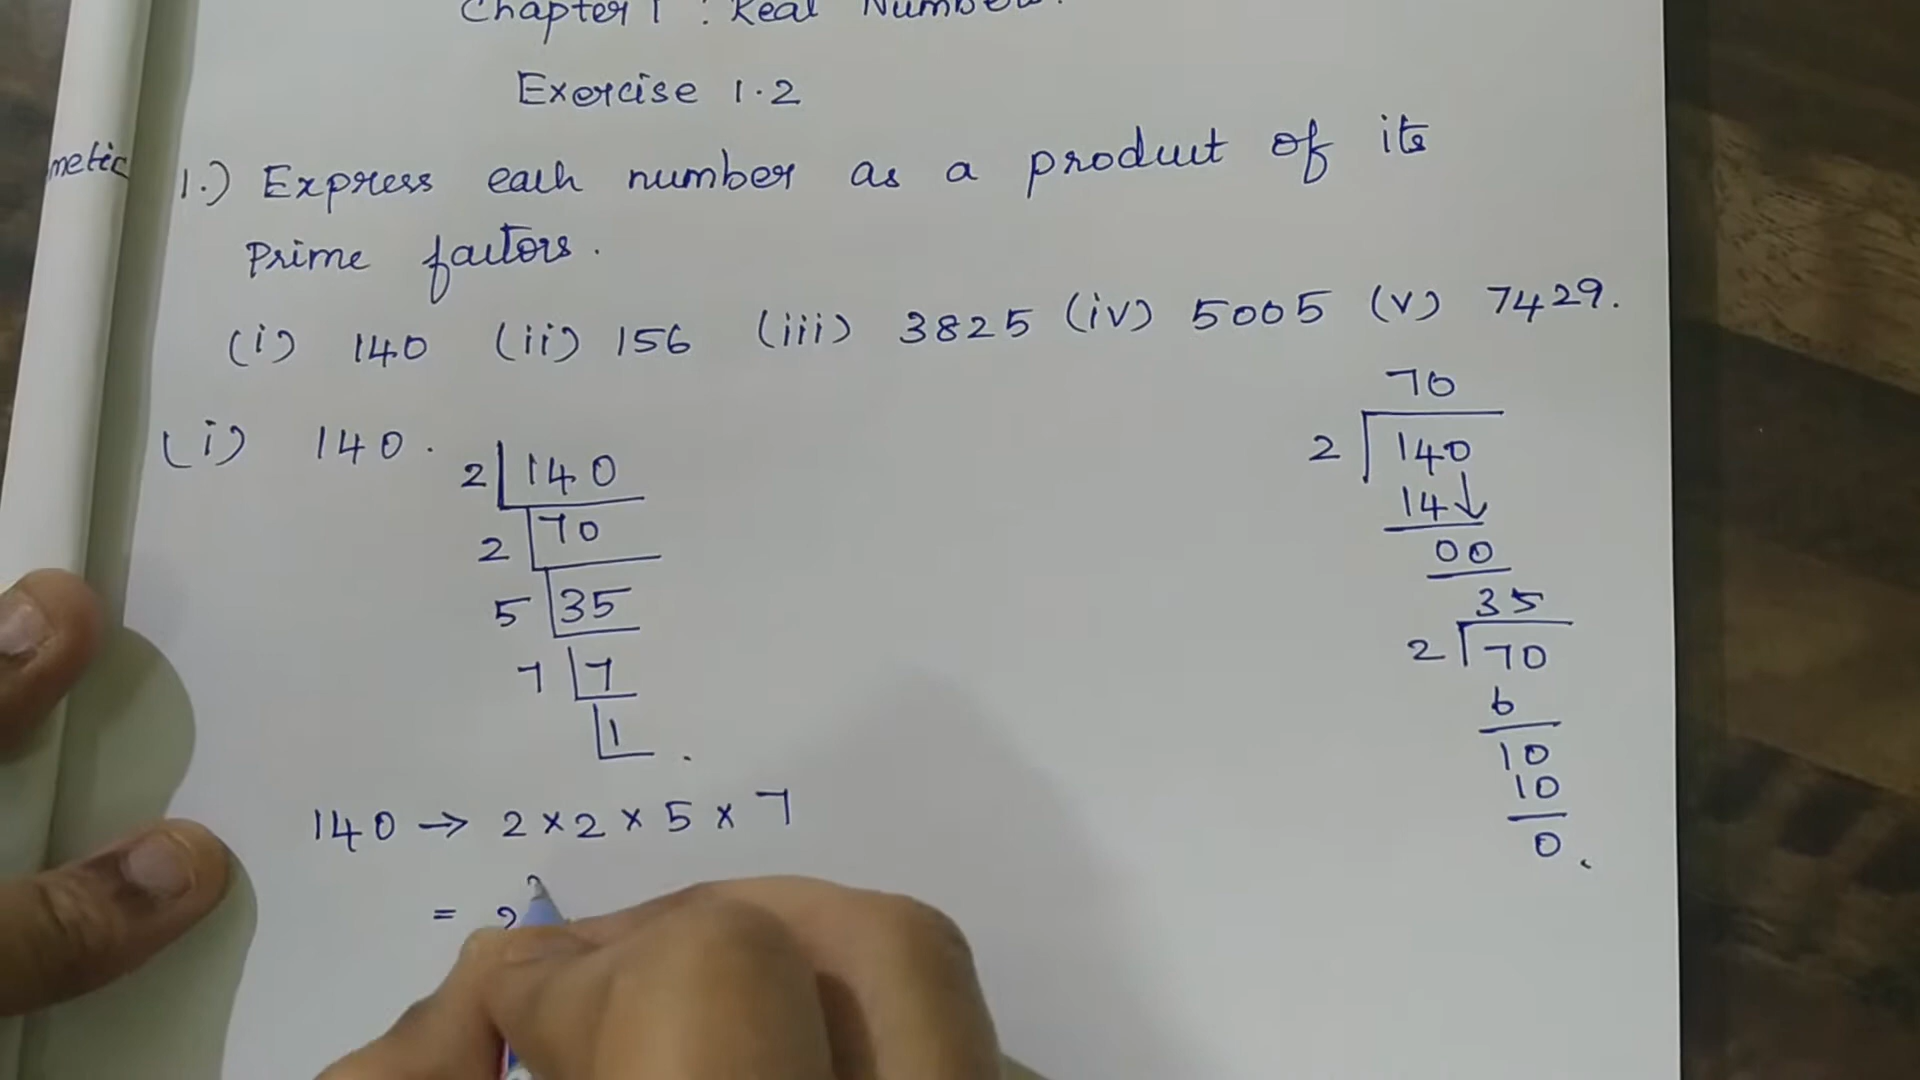 Chapter 1 : Real Number
Exercise 1.2
metic
1.) Express each number as a product of its
Prime factors.
(i) 140 (ii) 156 (iii) 3825 (iv) 5005 (v) 7429.
(i) 140.
2 140
2 70
5 35
7 7
1.
140 → 2 × 2 × 5 × 7
= 2
70
2 140
14↓
00
35
2 70
6
10
10
0.